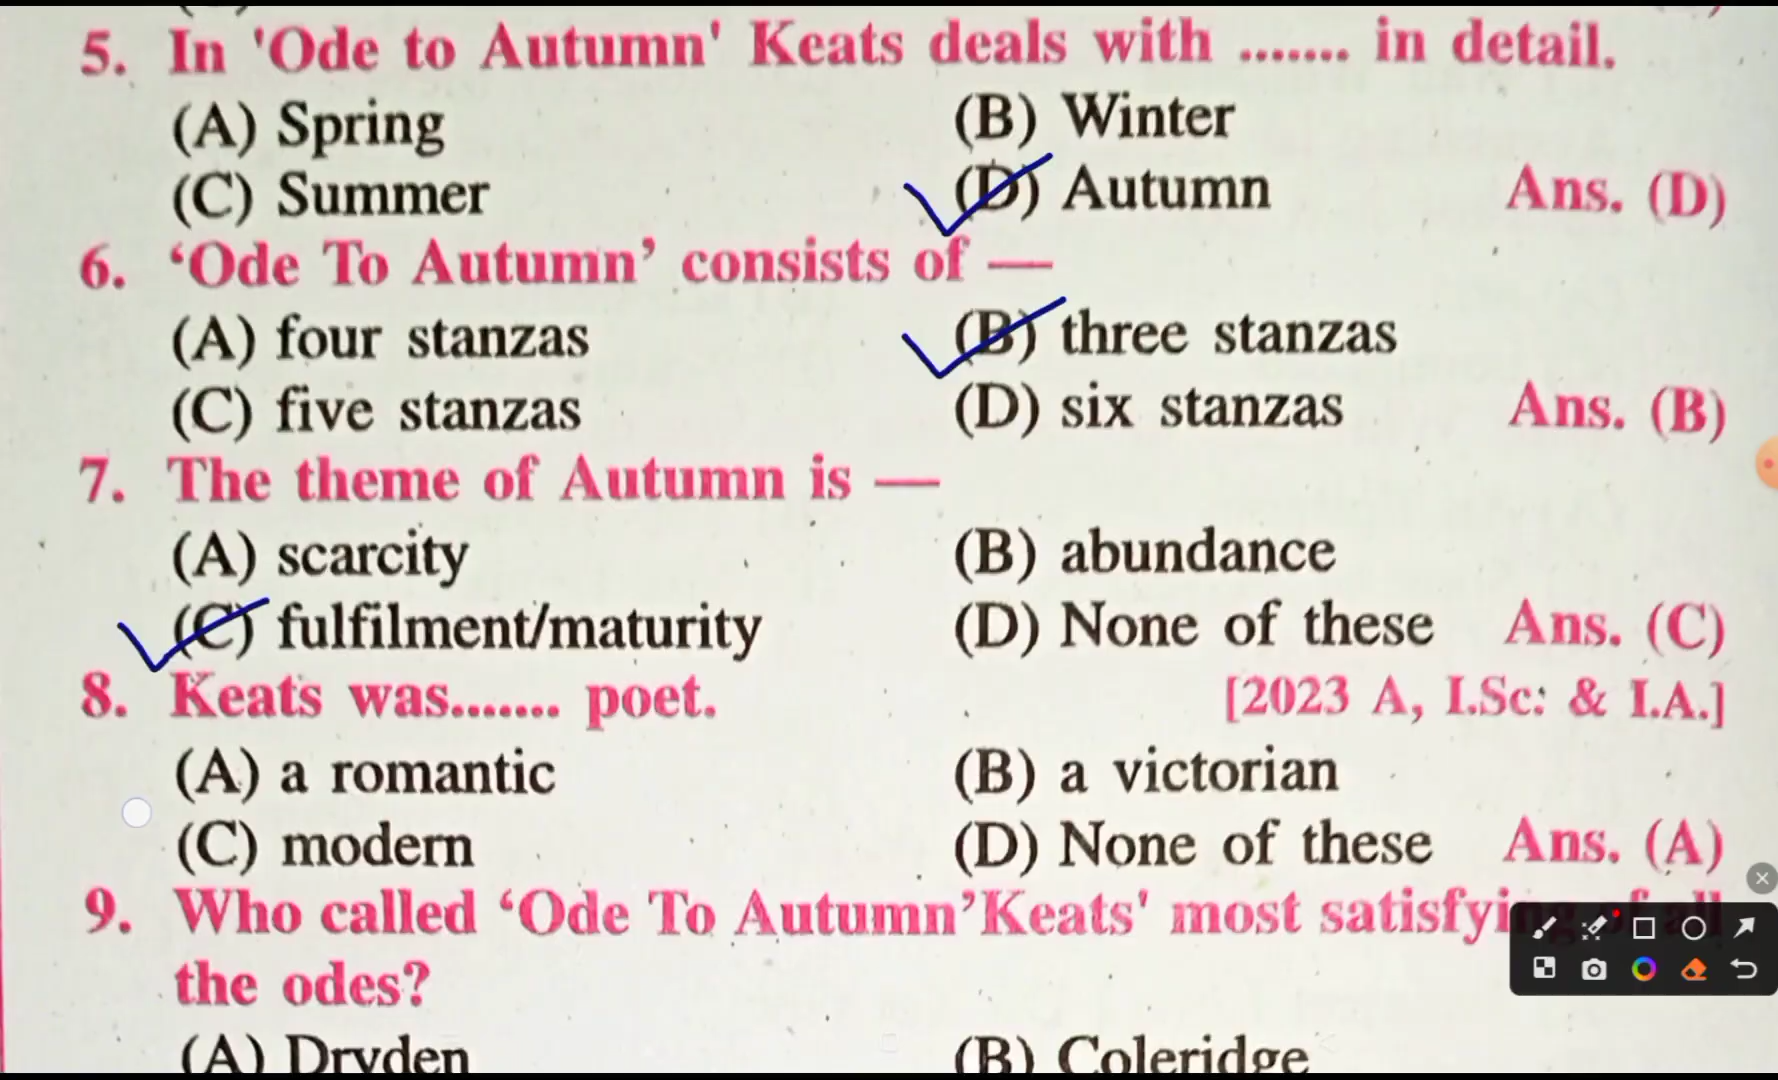 5. In 'Ode to Autumn' Keats deals with ....... in detail.
(A) Spring (B) Winter
(C) Summer (D) Autumn Ans. (D)
6. ‘Ode To Autumn’ consists of —
(A) four stanzas (B) three stanzas
(C) five stanzas (D) six stanzas Ans. (B)
7. The theme of Autumn is —
(A) scarcity (B) abundance
(C) fulfilment/maturity (D) None of these Ans. (C)
8. Keats was....... poet. [2023 A, I.Sc: & I.A.]
(A) a romantic (B) a victorian
(C) modern (D) None of these Ans. (A)
9. Who called ‘Ode To Autumn’Keats' most satisfying of all
the odes?
(A) Dryden (B) Coleridge